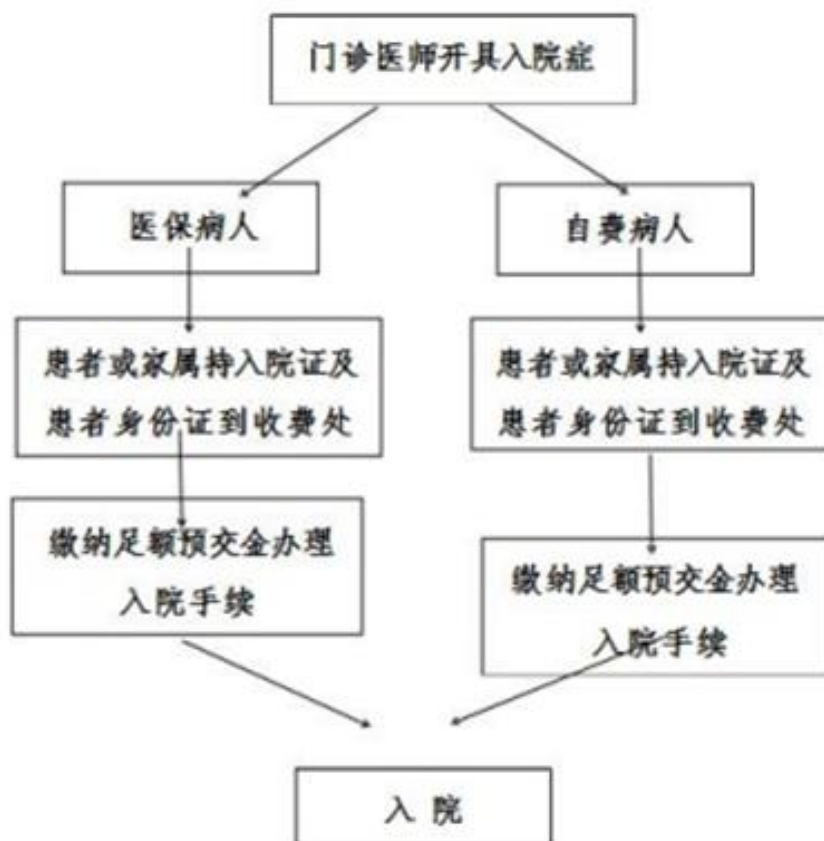 门诊医师开具入院症
医保病人
自费病人
患者或家属持入院证及
患者身份证到收费处
患者或家属持入院证及
患者身份证到收费处
缴纳足额预交金办理
入院手续
缴纳足额预交金办理
入院手续
入 院